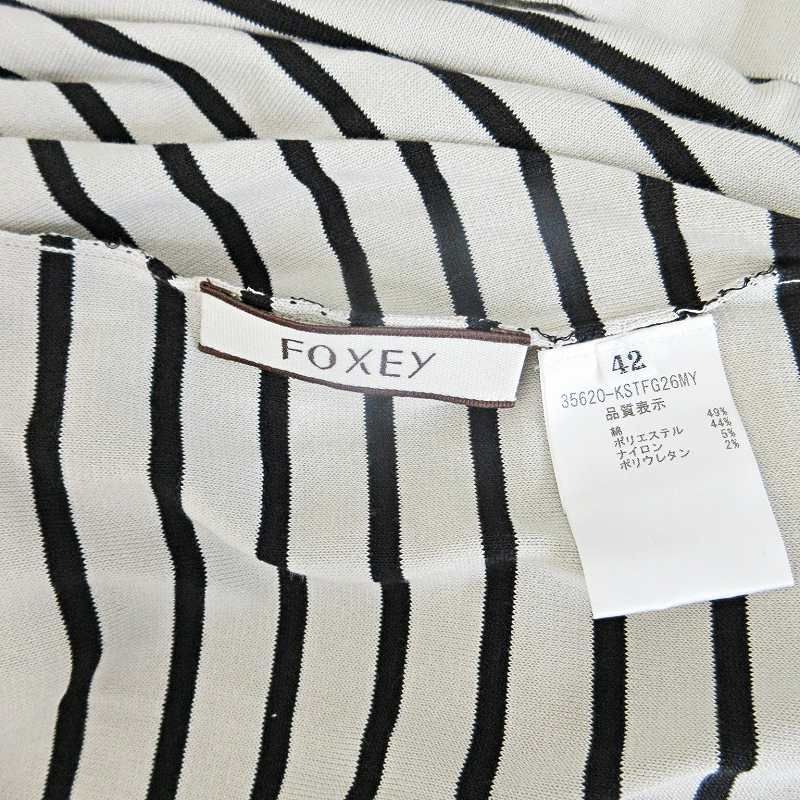 FOXEY
42
35620-KSTFG26MY
品質表示
綿 49%
ポリエステル 44%
ナイロン 5%
ポリウレタン 2%